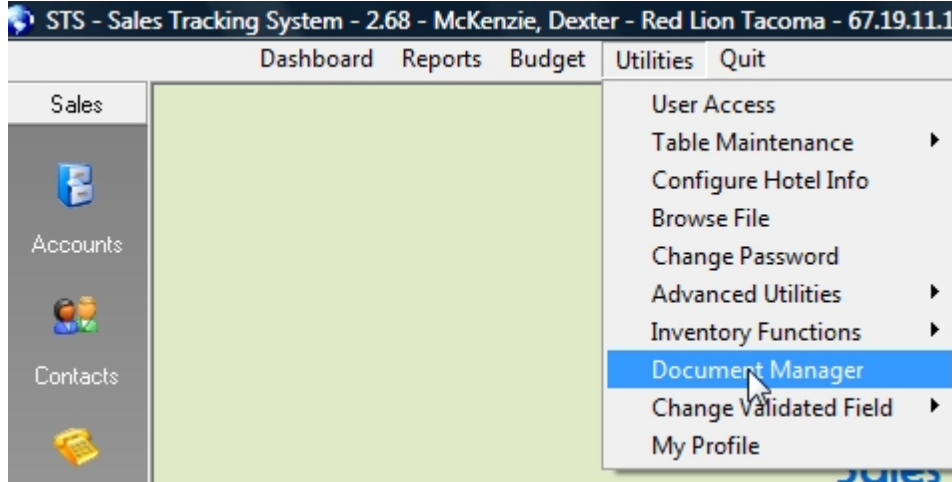 STS - Sales Tracking System - 2.68 - McKenzie, Dexter - Red Lion Tacoma - 67.19.11.1
Dashboard Reports Budget Utilities Quit
Sales
User Access
Table Maintenance
Configure Hotel Info
Browse File
Accounts
Change Password
Advanced Utilities
Inventory Functions
Contacts
Document Manager
Change Validated Field
My Profile
Sales